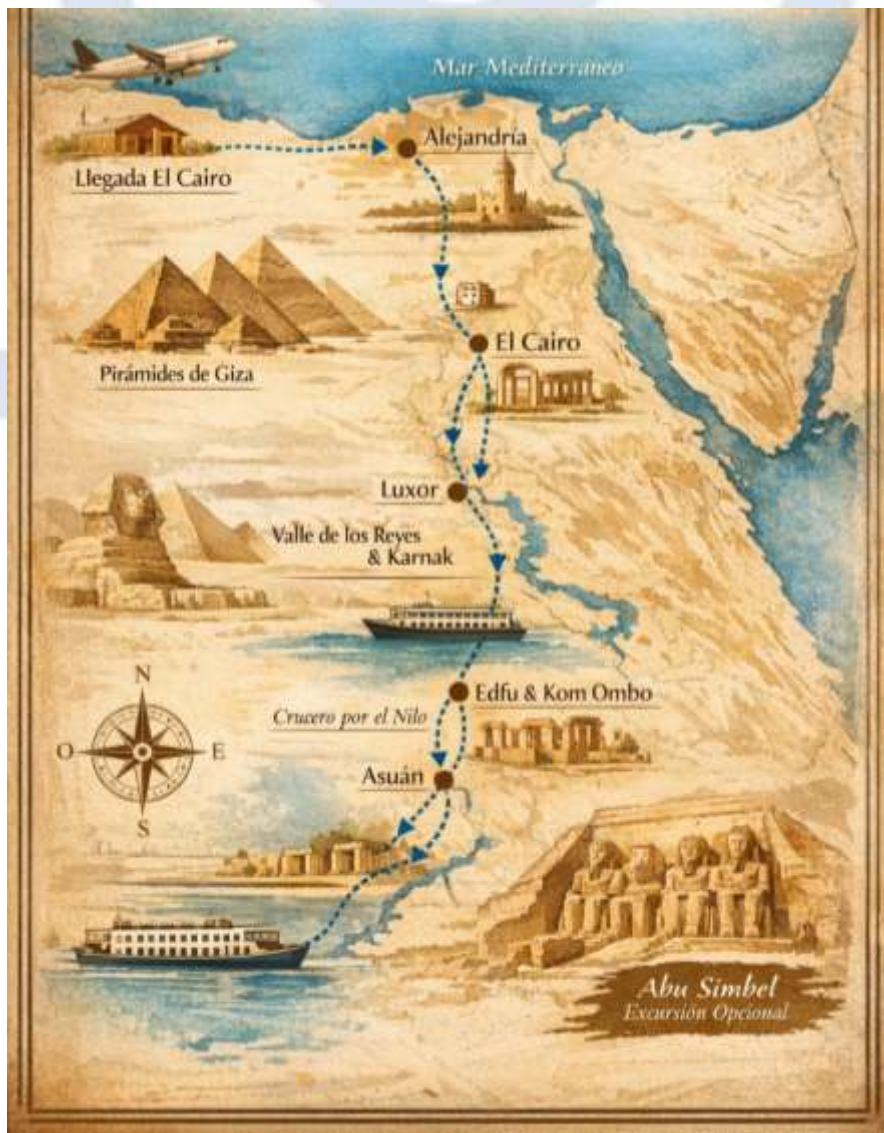 Mar Mediterraneo
Alejandría
Llegada El Cairo
El Cairo
Pirámides de Giza
Luxor
Valle de los Reyes
& Karnak
N
O
E
S
Edfu & Kom Ombo
Crucero por el Nilo
Asuán
Abu Simbel
Excursión Opcional